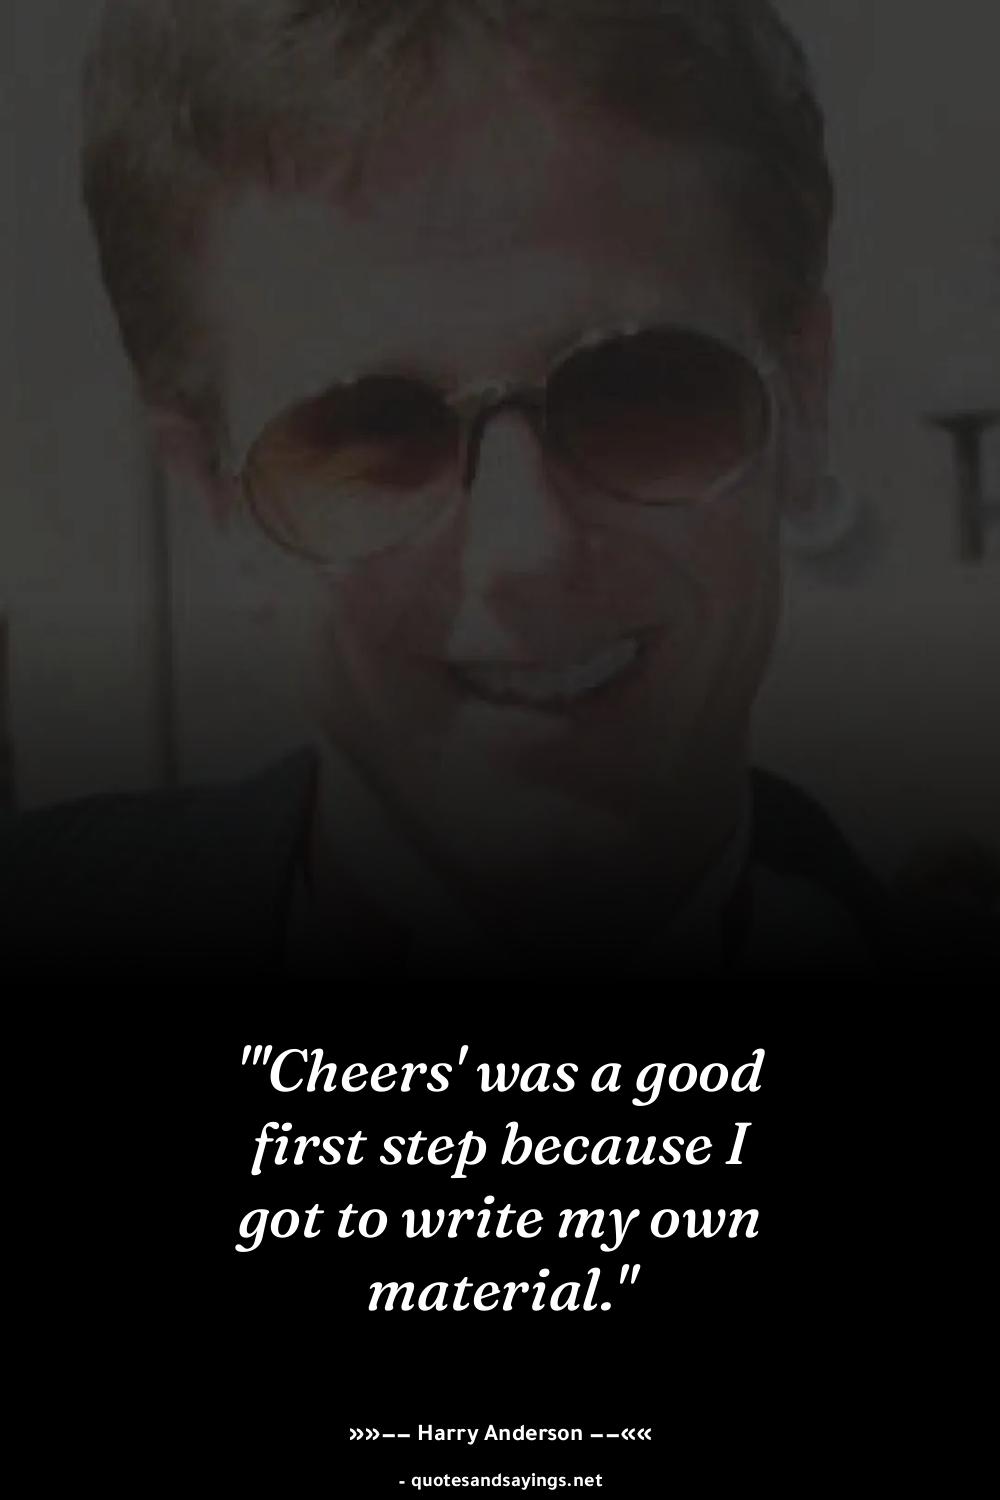 "'Cheers' was a good
first step because I
got to write my own
material."
»»−− Harry Anderson −−««
- quotesandsayings.net